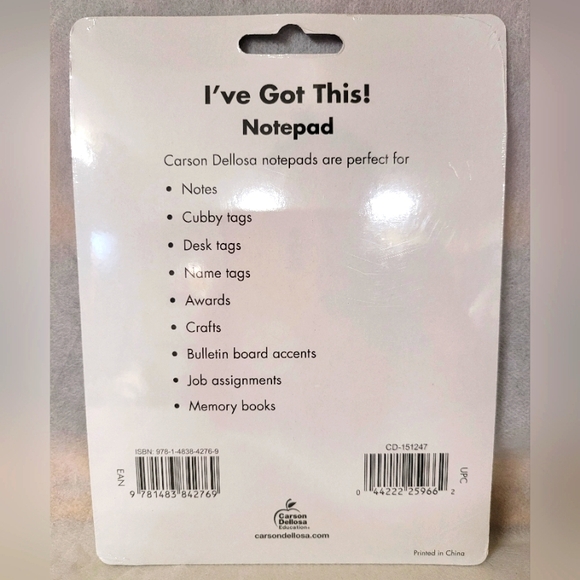 I've Got This!
Notepad
Carson Dellosa notepads are perfect for
• Notes
• Cubby tags
• Desk tags
• Name tags
• Awards
• Crafts
• Bulletin board accents
• Job assignments
• Memory books
ISBN: 978-1-4838-4276-9
EAN
9 781483 842769
CD-151247
UPC
0 44222 25966 2
Carson
Dellosa
Education
carsondellosa.com
Printed in China